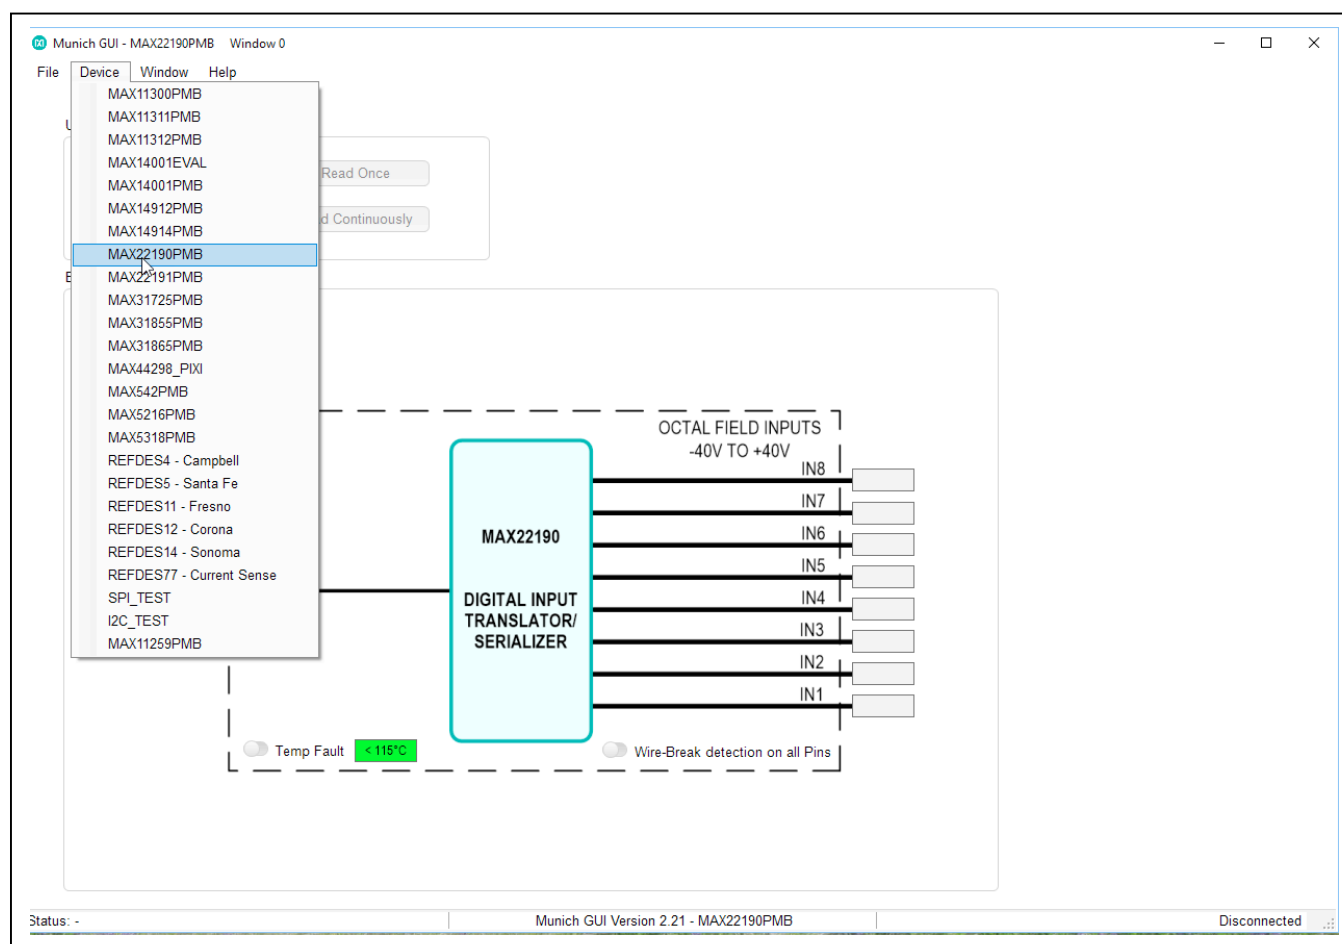 Munich GUI - MAX22190PMB Window 0
File Device Window Help
MAX11300PMB
MAX11311PMB
MAX11312PMB
MAX14001EVAL
MAX14001PMB
MAX14912PMB
MAX14914PMB
MAX22190PMB
MAX22191PMB
MAX31725PMB
MAX31855PMB
MAX31865PMB
MAX44298_PIXI
MAX542PMB
MAX5216PMB
MAX5318PMB
REFDES4 - Campbell
REFDES5 - Santa Fe
REFDES11 - Fresno
REFDES12 - Corona
REFDES14 - Sonoma
REFDES77 - Current Sense
SPI_TEST
I2C_TEST
MAX11259PMB
Read Once
d Continuously
OCTAL FIELD INPUTS
-40V TO +40V
IN8
IN7
IN6
IN5
IN4
IN3
IN2
IN1
MAX22190
DIGITAL INPUT
TRANSLATOR/
SERIALIZER
Temp Fault < 115°C
Wire-Break detection on all Pins
Status: - Munich GUI Version 2.21 - MAX22190PMB Disconnected